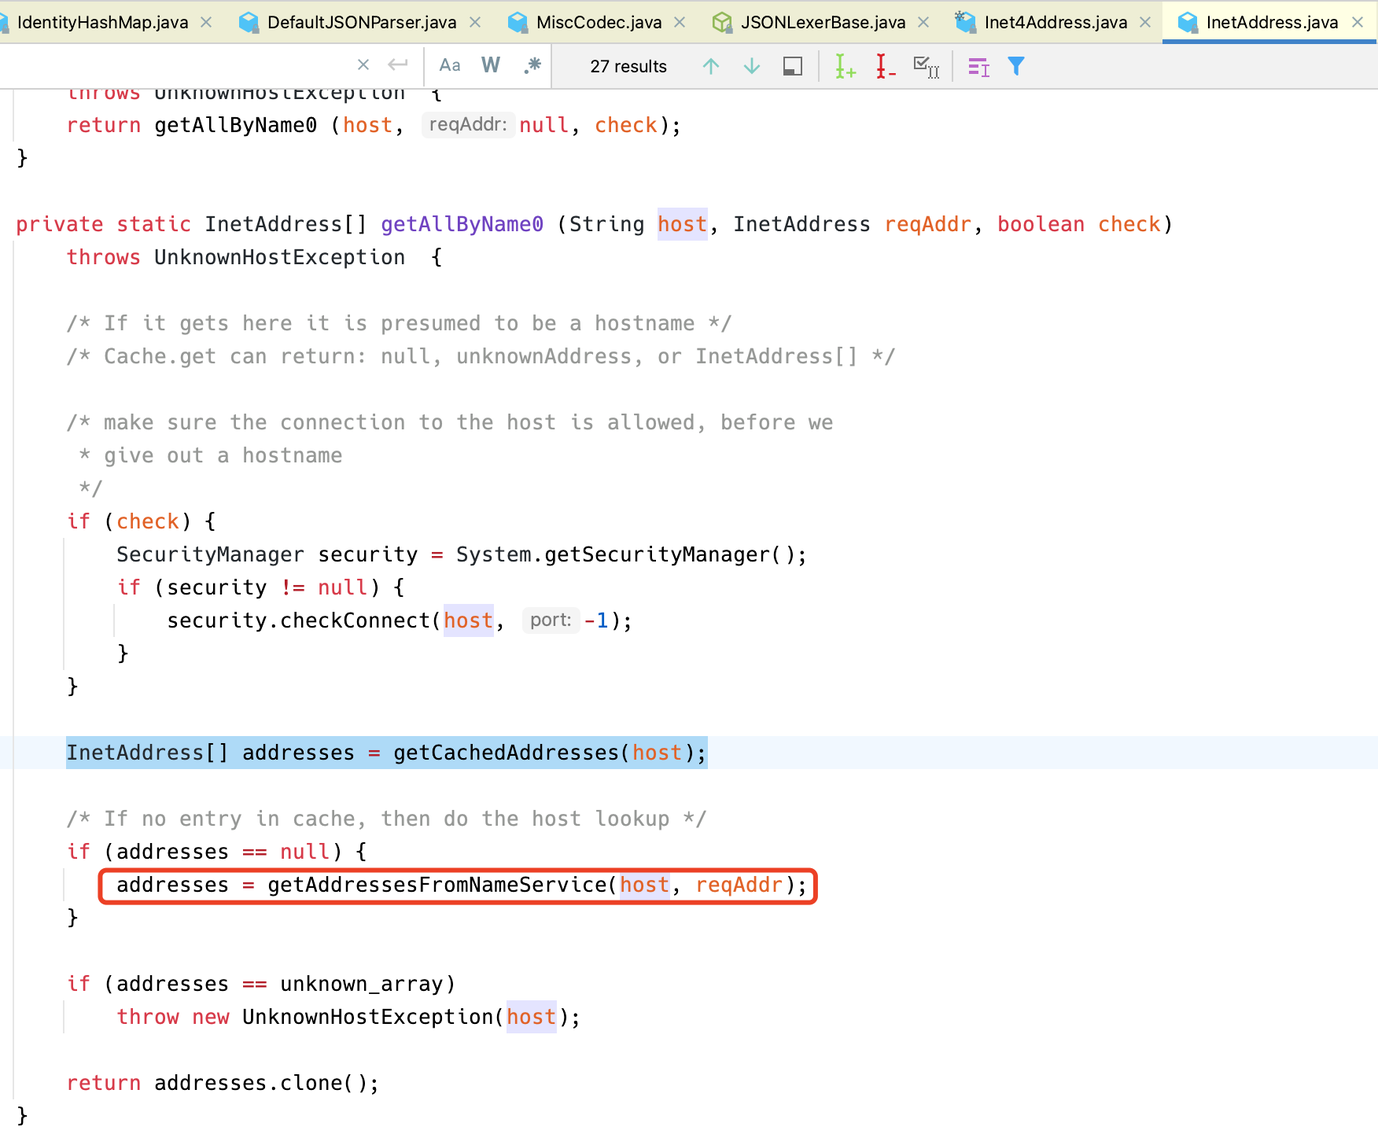 IdentityHashMap.java × DefaultJSONParser.java × MiscCodec.java × JSONLexerBase.java × Inet4Address.java × InetAddress.java ×
× Aa W .* 27 results
throws UnknownHostException {
return getAllByName0 (host, reqAddr: null, check);
}
private static InetAddress[] getAllByName0 (String host, InetAddress reqAddr, boolean check)
throws UnknownHostException {
/* If it gets here it is presumed to be a hostname */
/* Cache.get can return: null, unknownAddress, or InetAddress[] */
/* make sure the connection to the host is allowed, before we
* give out a hostname
*/
if (check) {
SecurityManager security = System.getSecurityManager();
if (security != null) {
security.checkConnect(host, port: -1);
}
}
InetAddress[] addresses = getCachedAddresses(host);
/* If no entry in cache, then do the host lookup */
if (addresses == null) {
addresses = getAddressesFromNameService(host, reqAddr);
}
if (addresses == unknown_array)
throw new UnknownHostException(host);
return addresses.clone();
}